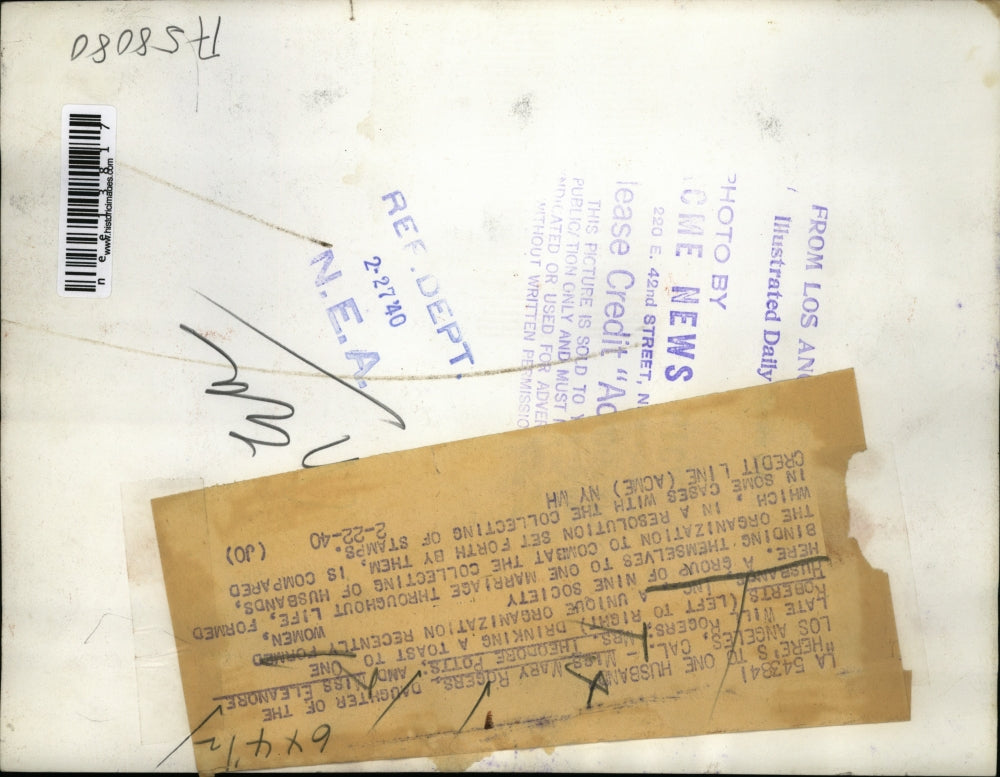 A58080
nee13817
www.historicimages.com
FROM LOS ANG
Illustrated Daily
PHOTO BY
CME NEWS
220 E. 42nd STREET, N
lease Credit "Ac
THIS PICTURE IS SOLD TO Y
PUBLICATION ONLY AND MUST N
NDICATED OR USED FOR ADVER
WITHOUT WRITTEN PERMISSIO
REF. DEPT.
2-27'40
N.E.A.
6x4 1/2
LA 543841
"HERE'S TO ONE HUSBAND
LOS ANGELES, CAL.- MISS MARY ROGERS, DAUGHTER OF THE
LATE WILL ROGERS, MRS. THEODORE POTTS, AND MISS ELEANORE
ROBERTS (LEFT TO RIGHT, DRINKING A TOAST TO ONE
HUSBAND, INC. A UNIQUE ORGANIZATION RECENTLY FORMED
HERE. A GROUP OF NINE SOCIETY WOMEN,
BINDING THEMSELVES TO ONE MARRIAGE THROUGHOUT LIFE, FORMED
THE ORGANIZATION TO COMBAT THE COLLECTING OF HUSBANDS,
WHICH, IN A RESOLUTION SET FORTH BY THEM, IS COMPARED
IN SOME CASES WITH THE COLLECTING OF STAMPS.
CREDIT LINE (ACME) NY WH 2-22-40 (JO)